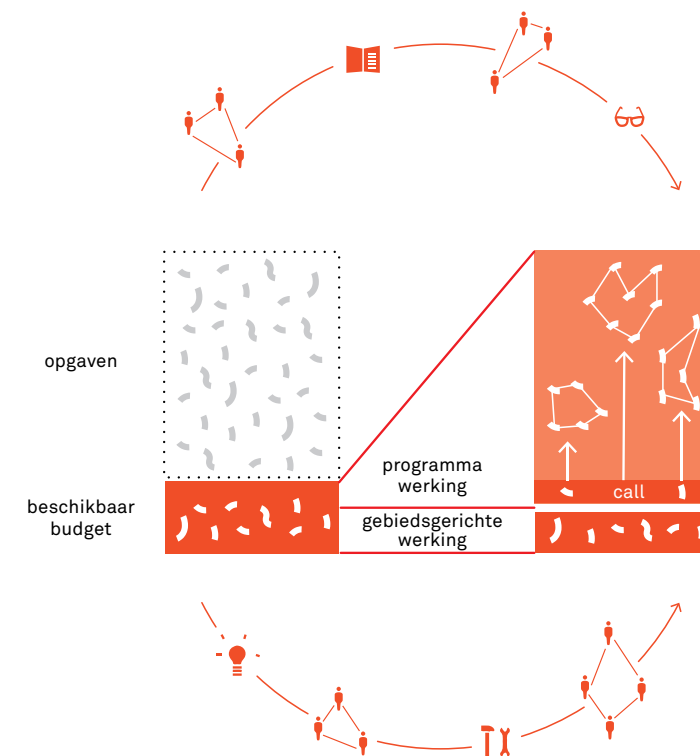 opgaven
programma
werking
call
beschikbaar
budget
gebiedsgerichte
werking